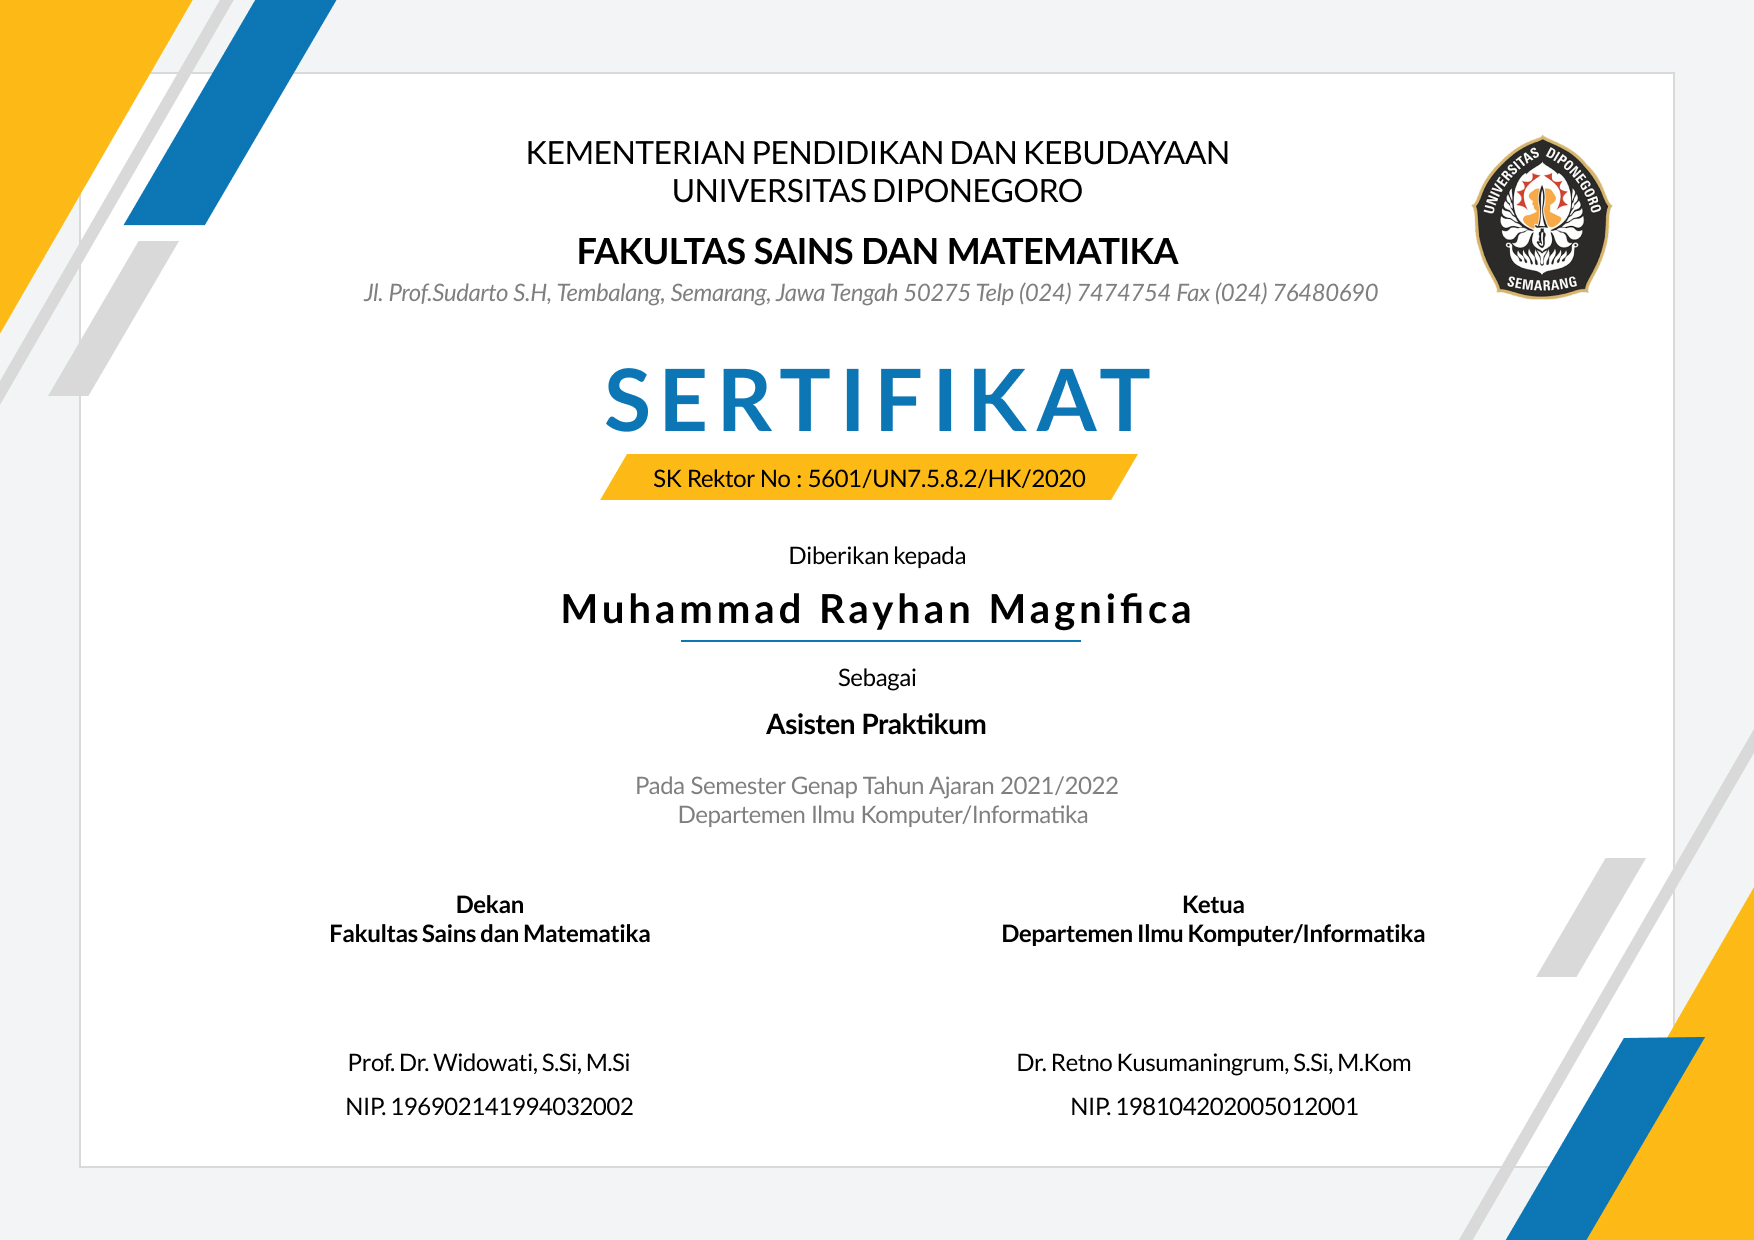 KEMENTERIAN PENDIDIKAN DAN KEBUDAYAAN
UNIVERSITAS DIPONEGORO
FAKULTAS SAINS DAN MATEMATIKA
Jl. Prof.Sudarto S.H, Tembalang, Semarang, Jawa Tengah 50275 Telp (024) 7474754 Fax (024) 76480690
UNIVERSITAS DIPONEGORO
SEMARANG
SERTIFIKAT
SK Rektor No : 5601/UN7.5.8.2/HK/2020
Diberikan kepada
Muhammad Rayhan Magnifica
Sebagai
Asisten Praktikum
Pada Semester Genap Tahun Ajaran 2021/2022
Departemen Ilmu Komputer/Informatika
Dekan
Fakultas Sains dan Matematika
Prof. Dr. Widowati, S.Si, M.Si
NIP. 196902141994032002
Ketua
Departemen Ilmu Komputer/Informatika
Dr. Retno Kusumaningrum, S.Si, M.Kom
NIP. 198104202005012001